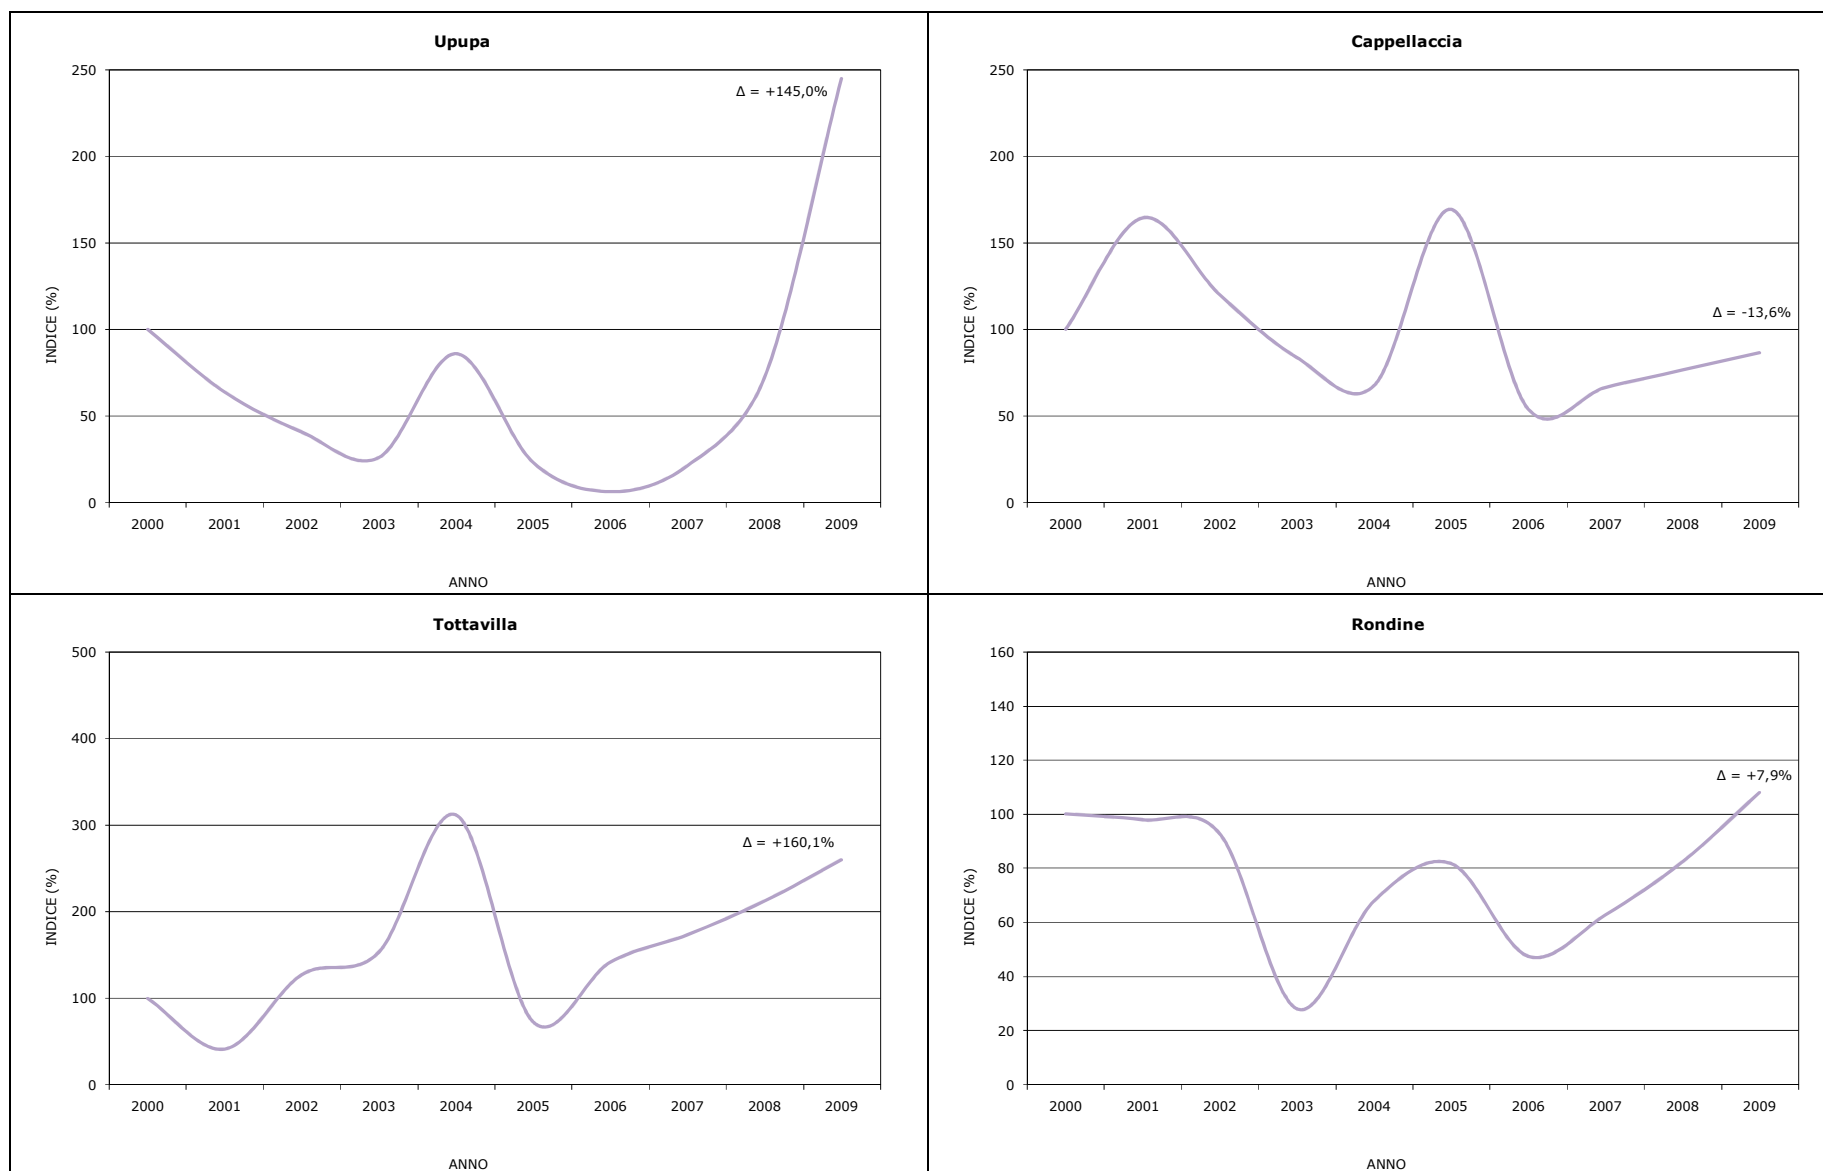 Upupa
250
200
150
100
50
0
INDICE (%)
Δ = +145,0%
2000 2001 2002 2003 2004 2005 2006 2007 2008 2009
ANNO
Cappellaccia
250
200
150
100
50
0
INDICE (%)
Δ = -13,6%
2000 2001 2002 2003 2004 2005 2006 2007 2008 2009
ANNO
Tottavilla
500
400
300
200
100
0
INDICE (%)
Δ = +160,1%
2000 2001 2002 2003 2004 2005 2006 2007 2008 2009
ANNO
Rondine
160
140
120
100
80
60
40
20
0
INDICE (%)
Δ = +7,9%
2000 2001 2002 2003 2004 2005 2006 2007 2008 2009
ANNO